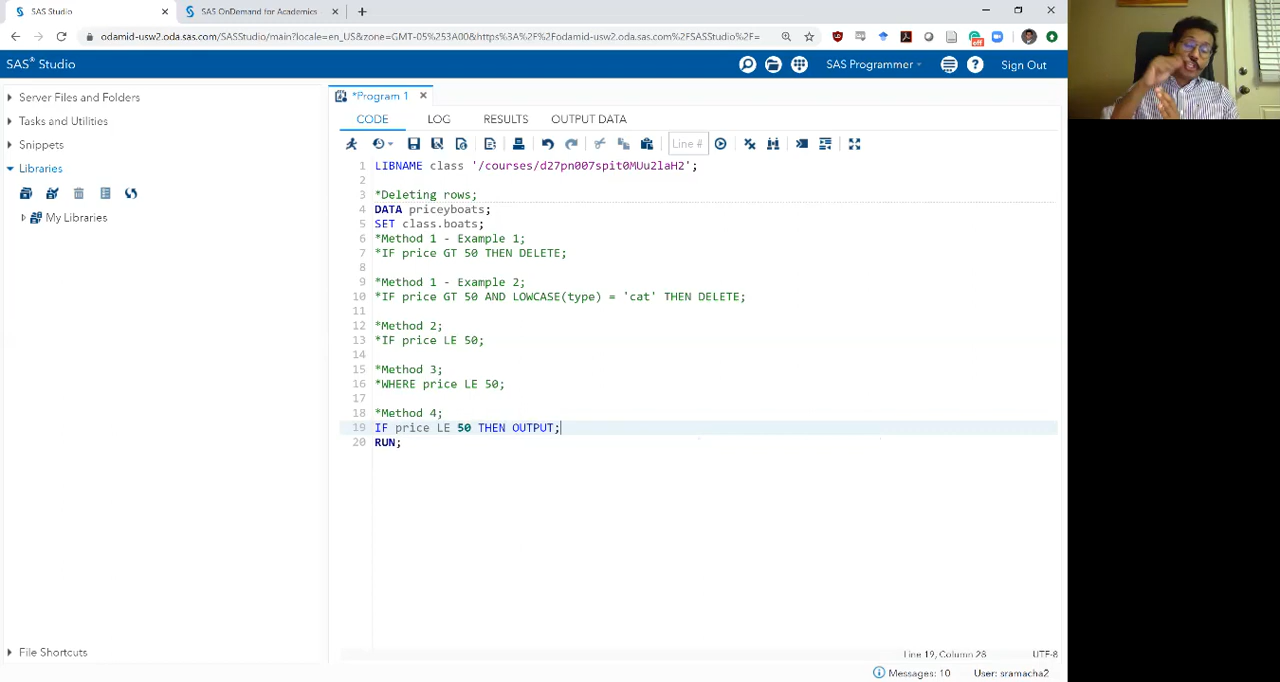 SAS Studio
SAS OnDemand for Academics
odamid-usw2.oda.sas.com/SASStudio/main?locale=en_US&zone=GMT-05%253A00&https%3A%2F%2Fodamid-usw2.oda.sas.com%2FSASStudio%2F=
off
SAS® Studio
SAS Programmer
Sign Out
Server Files and Folders
Tasks and Utilities
Snippets
Libraries
My Libraries
File Shortcuts
*Program 1
CODE LOG RESULTS OUTPUT DATA
Line #
1 LIBNAME class '/courses/d27pn007spit0MUu2laH2';
2
3 *Deleting rows;
4 DATA priceyboats;
5 SET class.boats;
6 *Method 1 - Example 1;
7 *IF price GT 50 THEN DELETE;
8
9 *Method 1 - Example 2;
10 *IF price GT 50 AND LOWCASE(type) = 'cat' THEN DELETE;
11
12 *Method 2;
13 *IF price LE 50;
14
15 *Method 3;
16 *WHERE price LE 50;
17
18 *Method 4;
19 IF price LE 50 THEN OUTPUT;
20 RUN;
Line 19, Column 28
UTF-8
Messages: 10
User: sramacha2